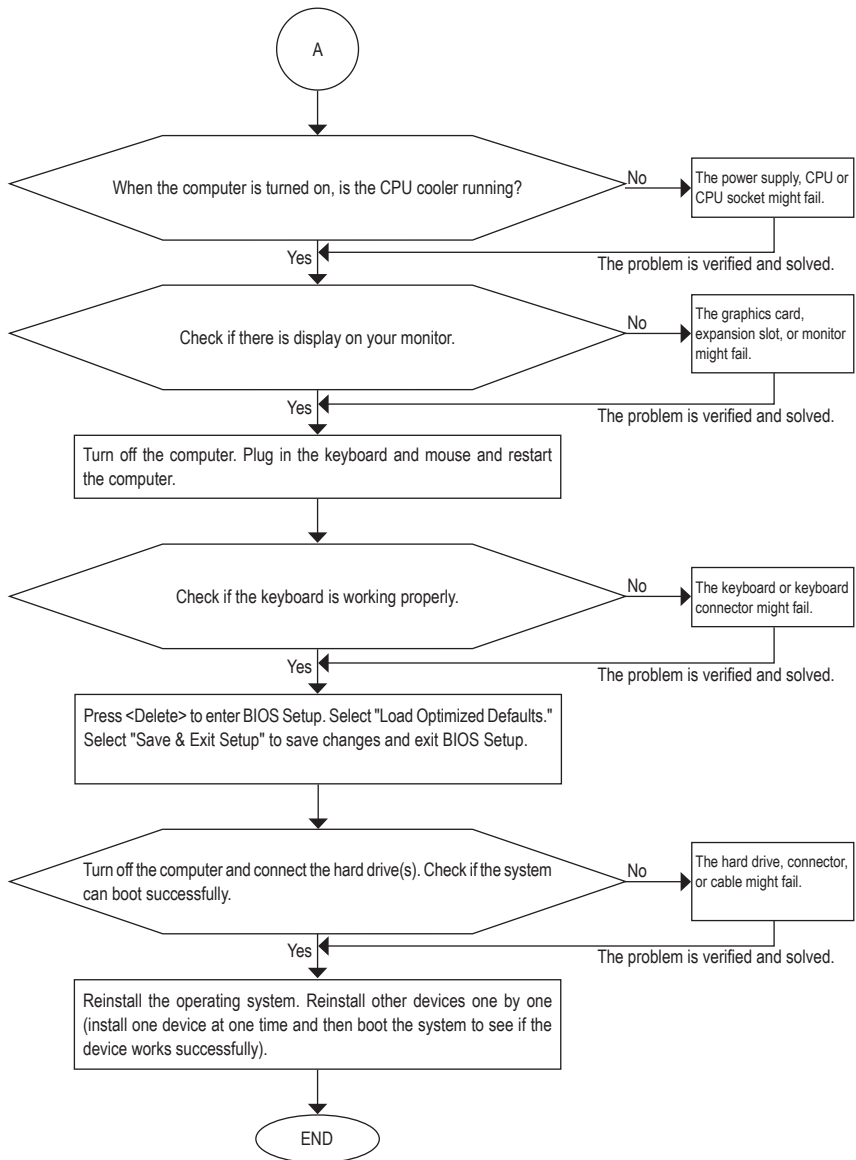 A
When the computer is turned on, is the CPU cooler running?
No
The power supply, CPU or
CPU socket might fail.
Yes
The problem is verified and solved.
Check if there is display on your monitor.
No
The graphics card,
expansion slot, or monitor
might fail.
Yes
The problem is verified and solved.
Turn off the computer. Plug in the keyboard and mouse and restart
the computer.
Check if the keyboard is working properly.
No
The keyboard or keyboard
connector might fail.
Yes
The problem is verified and solved.
Press <Delete> to enter BIOS Setup. Select "Load Optimized Defaults."
Select "Save & Exit Setup" to save changes and exit BIOS Setup.
Turn off the computer and connect the hard drive(s). Check if the system
can boot successfully.
No
The hard drive, connector,
or cable might fail.
Yes
The problem is verified and solved.
Reinstall the operating system. Reinstall other devices one by one
(install one device at one time and then boot the system to see if the
device works successfully).
END